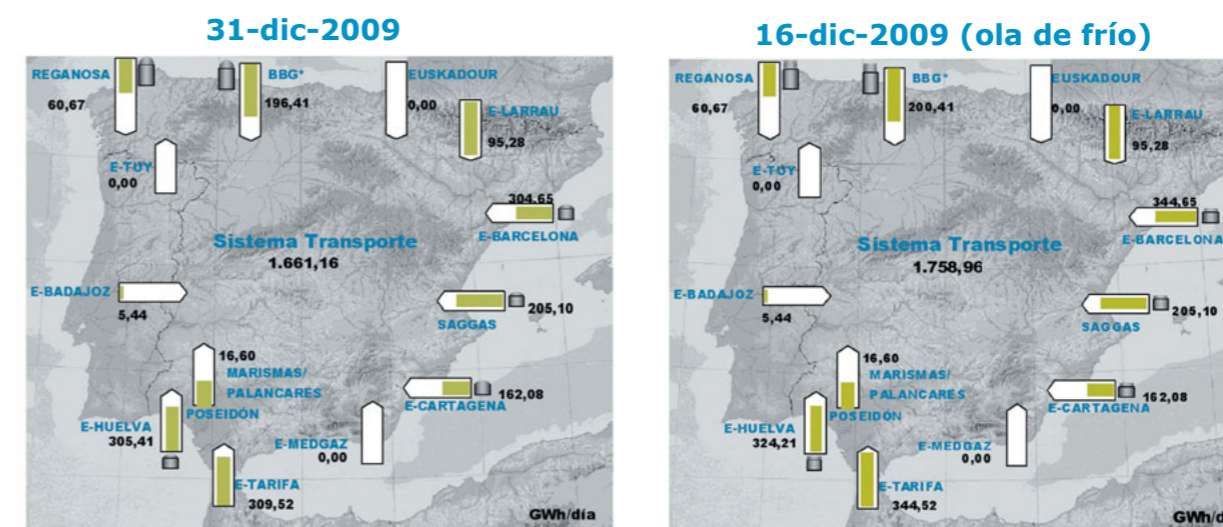 31-dic-2009
REGANOSA
60,67
BBG*
196,41
EUSKADOUR
0,00
E-LARRAU
95,28
E-TUY
0,00
304,65
E-BARCELONA
Sistema Transporte
1.661,16
E-BADAJOZ
5,44
205,10
SAGGAS
16,60
MARISMAS/
PALANCARES
POSEIDÓN
162,08
E-CARTAGENA
E-HUELVA
305,41
E-MEDGAZ
0,00
E-TARIFA
309,52
GWh/día
16-dic-2009 (ola de frío)
REGANOSA
60,67
BBG*
200,41
EUSKADOUR
0,00
E-LARRAU
95,28
E-TUY
0,00
344,65
E-BARCELONA
Sistema Transporte
1.758,96
E-BADAJOZ
5,44
205,10
SAGGAS
16,60
MARISMAS/
PALANCARES
POSEIDÓN
162,08
E-CARTAGENA
E-HUELVA
324,21
E-MEDGAZ
0,00
E-TARIFA
344,52
GWh/d